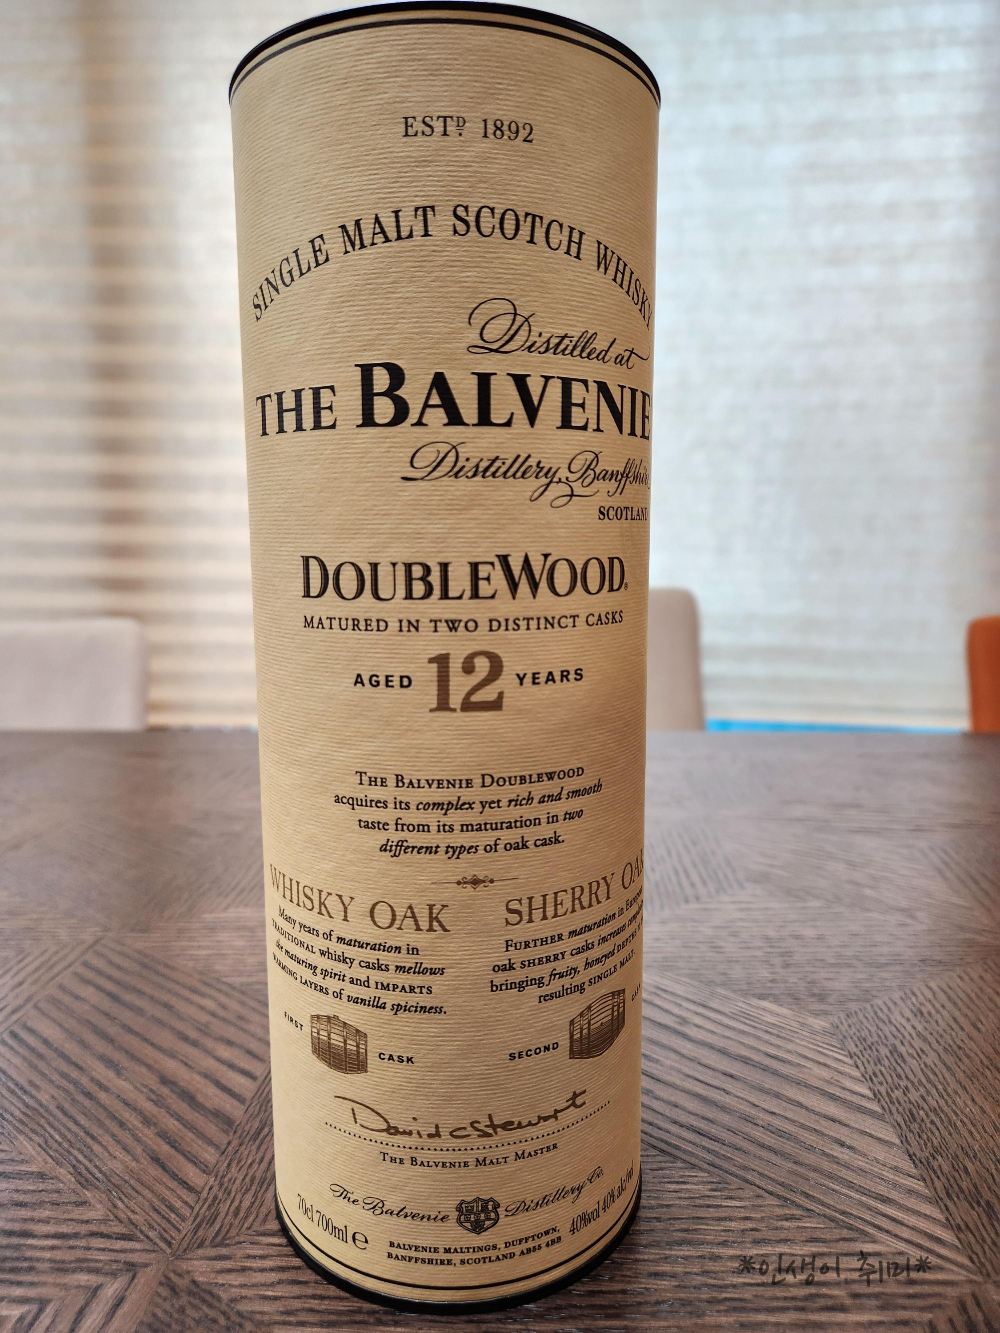 ESTD 1892
SINGLE MALT SCOTCH WHISKY
Distilled at
THE BALVENIE
Distillery, Banffshire
SCOTLAND
DOUBLEWOOD®
MATURED IN TWO DISTINCT CASKS
AGED 12 YEARS
THE BALVENIE DOUBLEWOOD
acquires its complex yet rich and smooth
taste from its maturation in two
different types of oak cask.
WHISKY OAK
Many years of maturation in
TRADITIONAL whisky casks mellows
the maturing spirit and IMPARTS
WARMING LAYERS of vanilla spiciness.
FIRST CASK
SHERRY OAK
FURTHER maturation in
oak SHERRY casks increases
bringing fruity, honeyed DEPTHS
resulting SINGLE MALT.
SECOND CASK
David C Stewart
THE BALVENIE MALT MASTER
The Balvenie Distillery Co.
70cl 700ml e
BALVENIE MALTINGS, DUFFTOWN,
BANFFSHIRE, SCOTLAND AB55 4BB
40%vol 40% alc/vol
*인생이 취미*